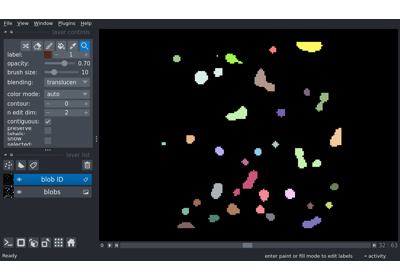 File View Window Plugins Help
layer controls
label: 1
opacity: 0.70
brush size: 10
blending: translucen
color mode: auto
contour: 0
n edit dim: 2
contiguous:
preserve labels:
show selected:
layer list
blob ID
blobs
0 32 63
Ready enter paint or fill mode to edit labels activity